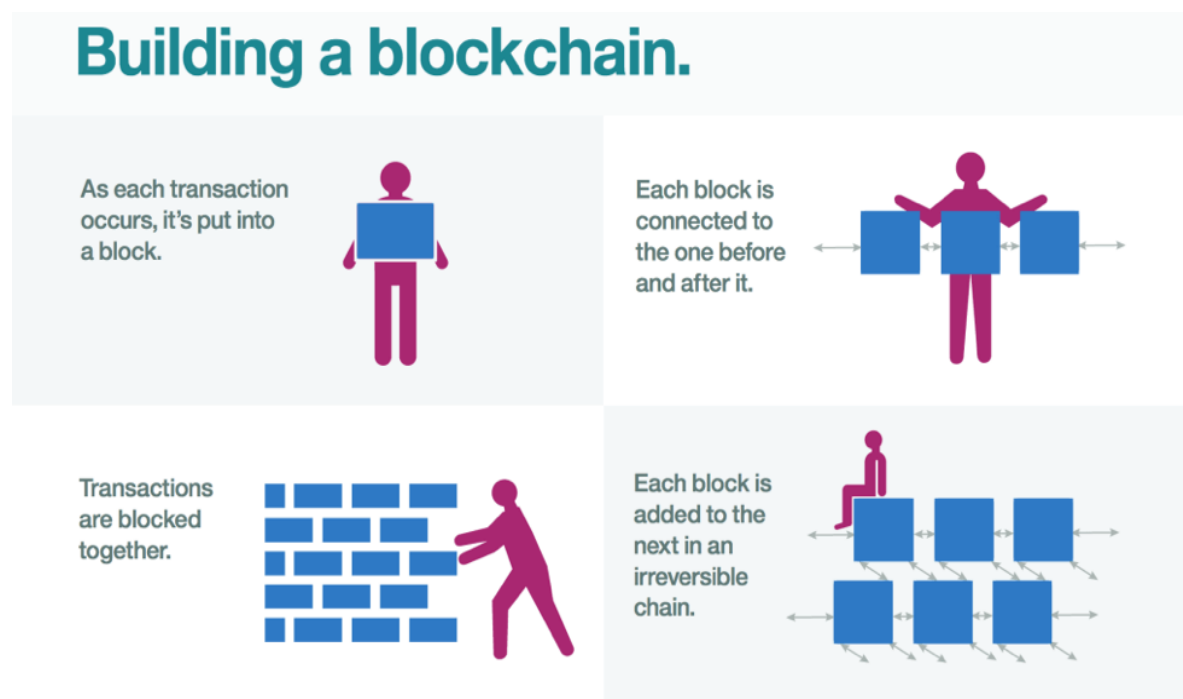 Building a blockchain.
As each transaction
occurs, it's put into
a block.
Each block is
connected to
the one before
and after it.
Transactions
are blocked
together.
Each block is
added to the
next in an
irreversible
chain.